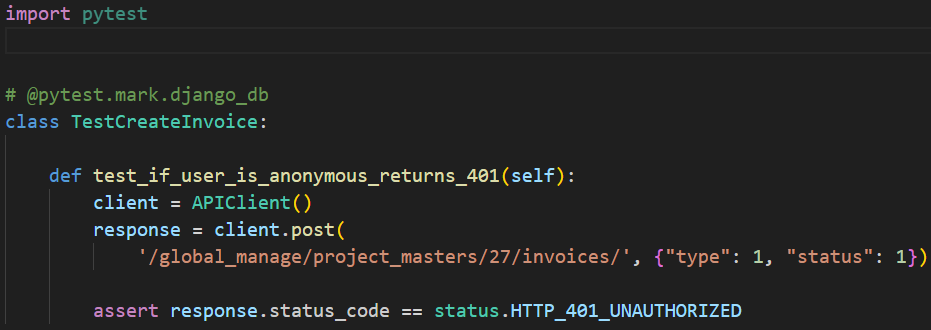 import pytest
# @pytest.mark.django_db
class TestCreateInvoice:
def test_if_user_is_anonymous_returns_401(self):
client = APIClient()
response = client.post(
'/global_manage/project_masters/27/invoices/', {"type": 1, "status": 1})
assert response.status_code == status.HTTP_401_UNAUTHORIZED